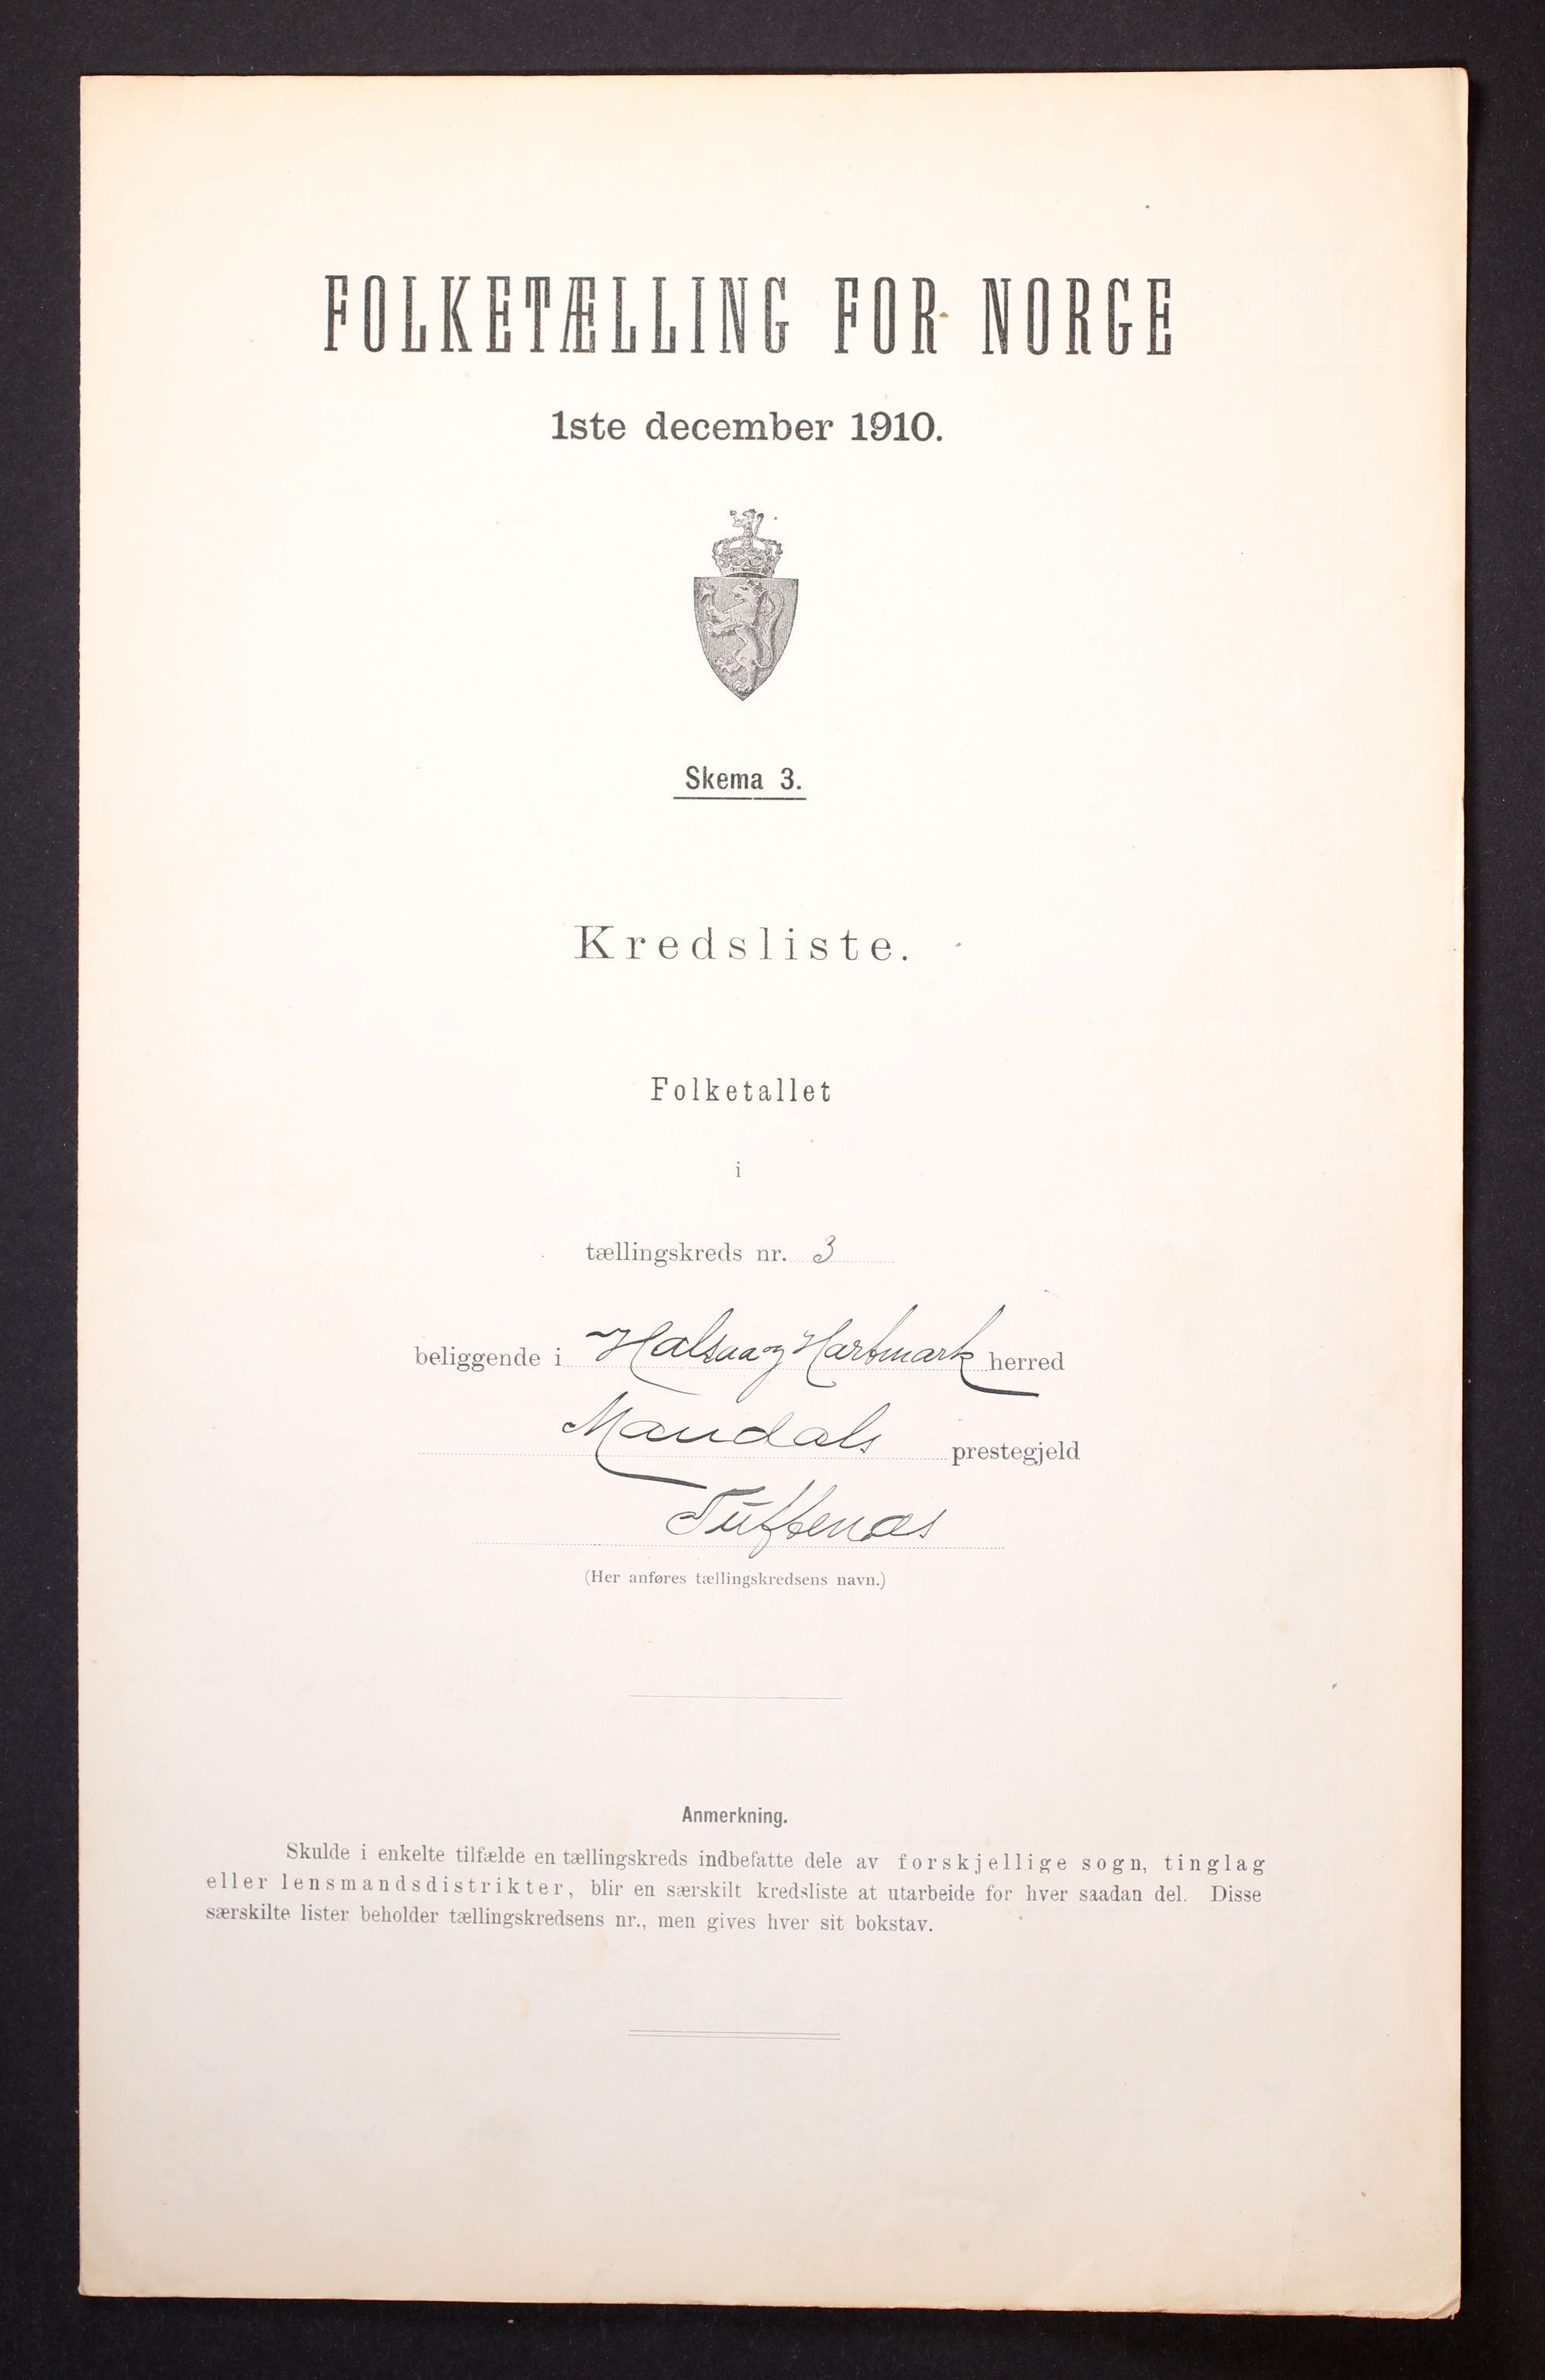 FOLKETÆLLING FOR NORGE
1ste december 1910.
Skema 3.
Kredsliste.
Folketallet
i
tællingskreds nr. 3
beliggende i Halsaa og Hartmark herred
Mandals prestegjeld
Tuftenæs
(Her anføres tællingskredsens navn.)
Anmerkning.
Skulde i enkelte tilfælde en tællingskreds indbefatte dele av forskjellige sogn, tinglag
eller lensmandsdistrikter, blir en særskilt kredsliste at utarbeide for hver saadan del. Disse
særskilte lister beholder tællingskredsens nr., men gives hver sit bokstav.